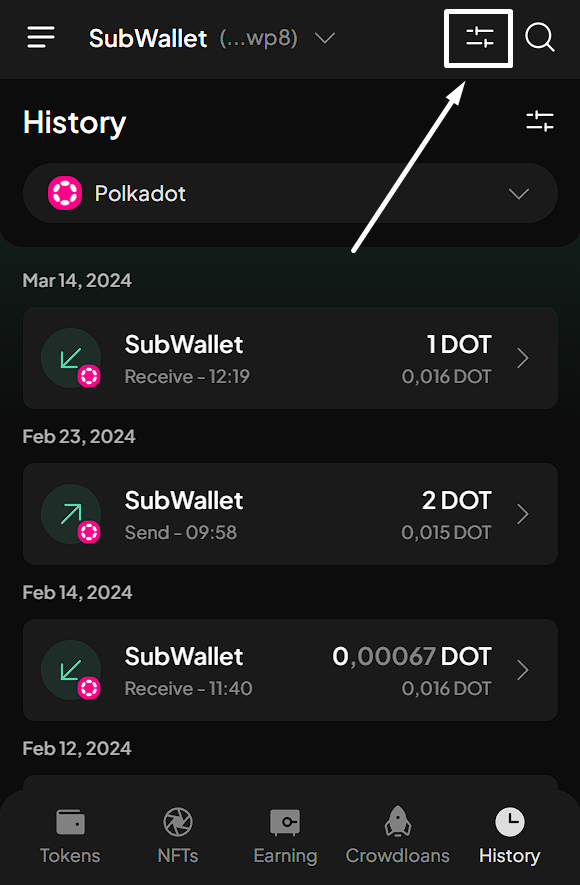 SubWallet (...wp8)
History
Polkadot
Mar 14, 2024
SubWallet 1 DOT
Receive - 12:19 0,016 DOT
Feb 23, 2024
SubWallet 2 DOT
Send - 09:58 0,015 DOT
Feb 14, 2024
SubWallet 0,00067 DOT
Receive - 11:40 0,016 DOT
Feb 12, 2024
Tokens NFTs Earning Crowdloans History